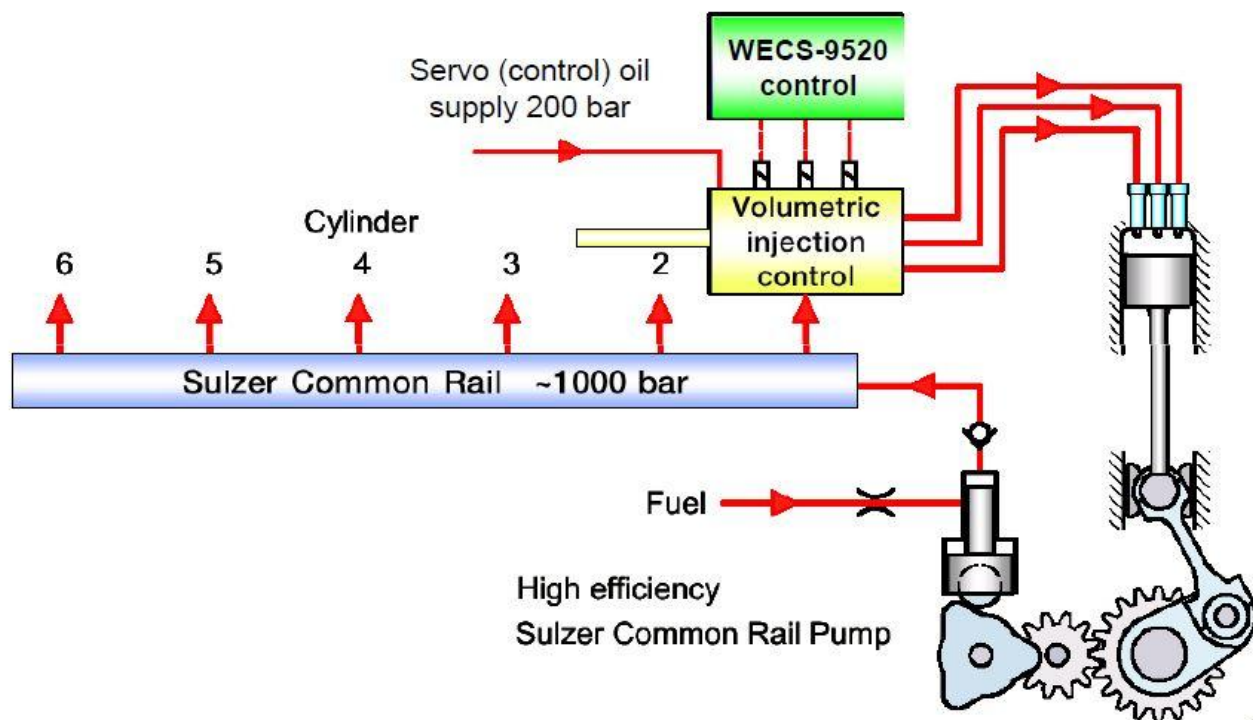 WECS-9520
control
Servo (control) oil
supply 200 bar
Volumetric
injection
control
Cylinder
6 5 4 3 2
Sulzer Common Rail ~1000 bar
Fuel
High efficiency
Sulzer Common Rail Pump